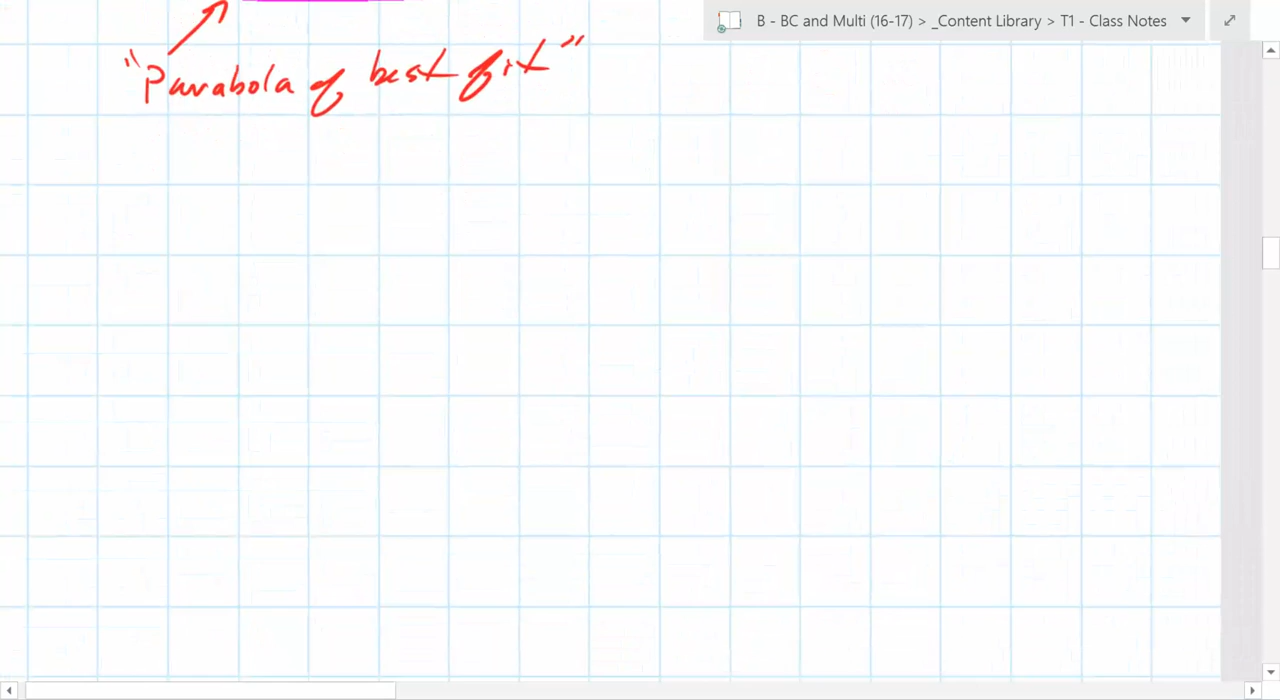 B - BC and Multi (16-17) > _Content Library > T1 - Class Notes
"Parabola of best fit"